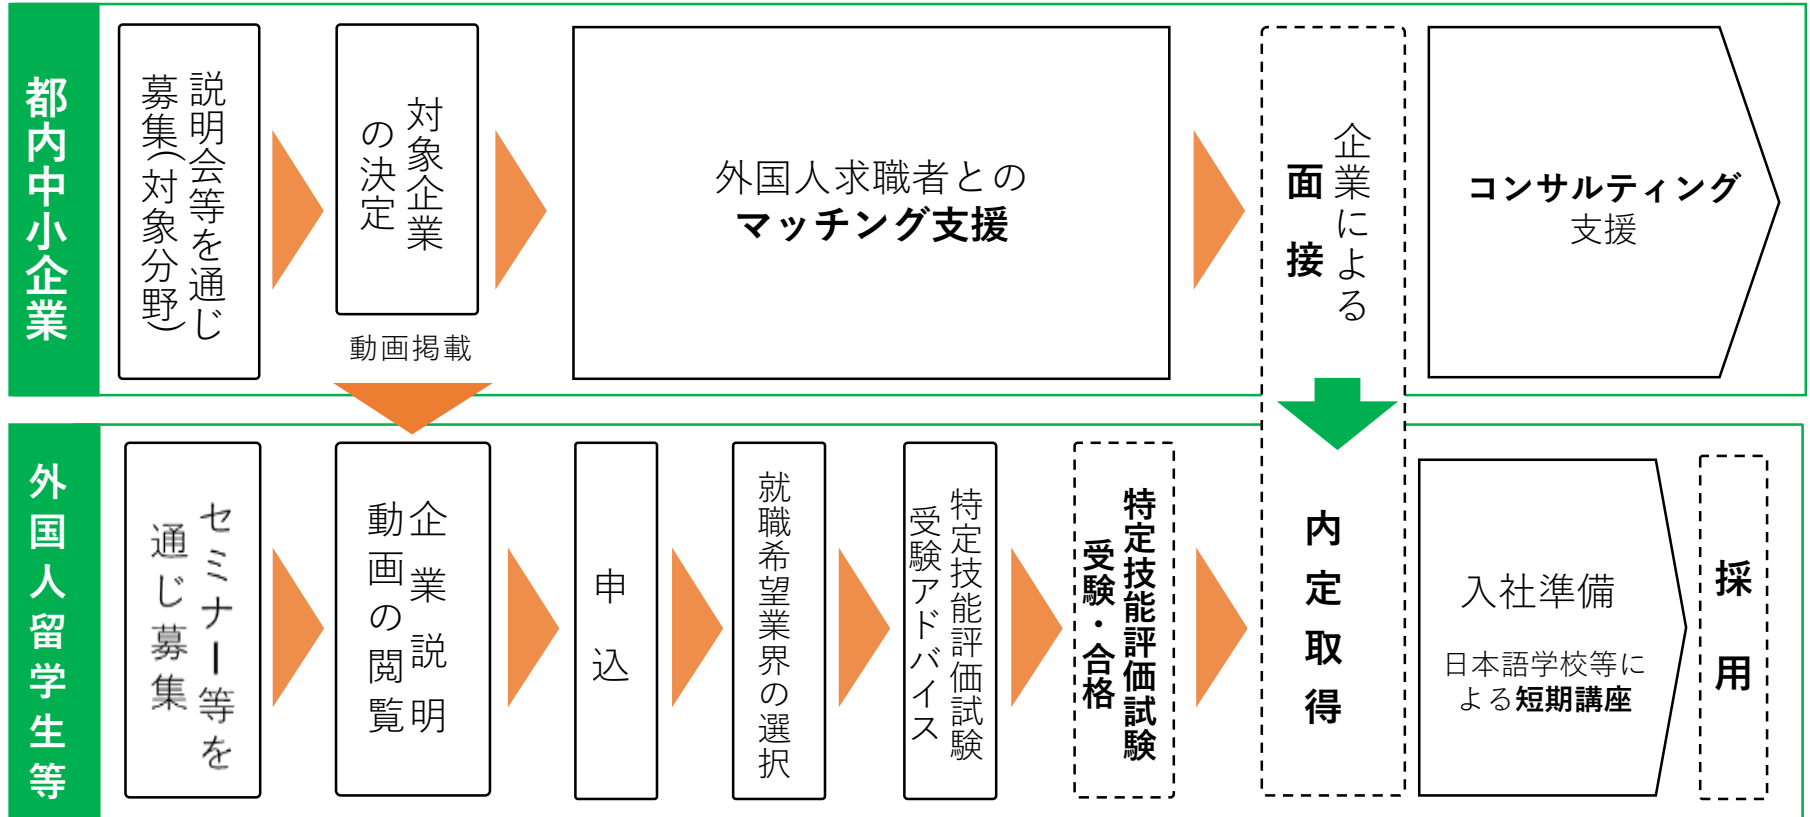 都内中小企業
説明会等を通じ
募集(対象分野)
対象企業
の決定
動画掲載
外国人求職者との
マッチング支援
企業による
面接
コンサルティング
支援
外国人留学生等
セミナー等を
通じ募集
企業説明
動画の閲覧
申込
就職希望業界の選択
特定技能評価試験
受験アドバイス
特定技能評価試験
受験・合格
内定取得
入社準備
日本語学校等に
よる短期講座
採用